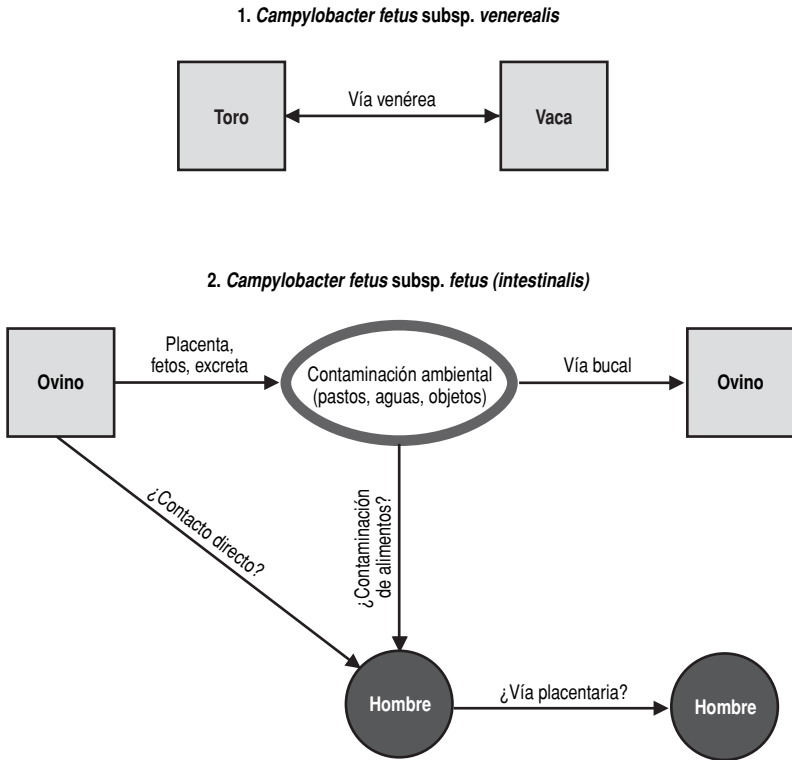 1. Campylobacter fetus subsp. venerealis
Toro
Vía venérea
Vaca
2. Campylobacter fetus subsp. fetus (intestinalis)
Ovino
Placenta,
fetos, excreta
Contaminación ambiental
(pastos, aguas, objetos)
Vía bucal
Ovino
¿Contacto directo?
¿Contaminación
de alimentos?
Hombre
¿Vía placentaria?
Hombre